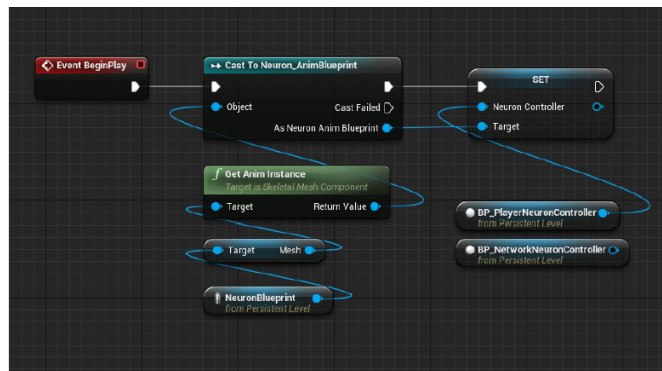 Event BeginPlay
Cast To Neuron_AnimBlueprint
Object
Cast Failed
As Neuron Anim Blueprint
SET
Neuron Controller
Target
f Get Anim Instance
Target is Skeletal Mesh Component
Target
Return Value
Target
Mesh
NeuronBlueprint
from Persistent Level
BP_PlayerNeuronController
from Persistent Level
BP_NetworkNeuronController
from Persistent Level